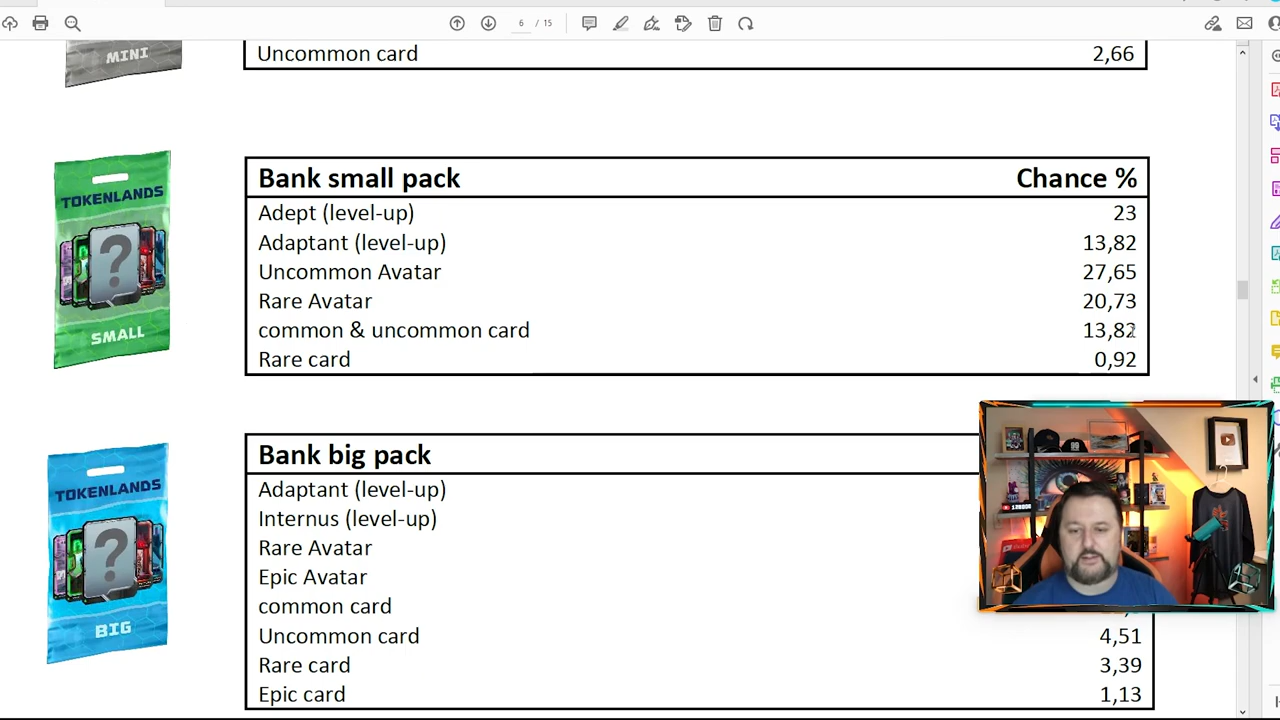 6 / 15
MINI
Uncommon card 2,66
TOKENLANDS
?
SMALL
Bank small pack Chance %
Adept (level-up) 23
Adaptant (level-up) 13,82
Uncommon Avatar 27,65
Rare Avatar 20,73
common & uncommon card 13,82
Rare card 0,92
TOKENLANDS
?
BIG
Bank big pack
Adaptant (level-up)
Internus (level-up)
Rare Avatar
Epic Avatar
common card
Uncommon card 4,51
Rare card 3,39
Epic card 1,13